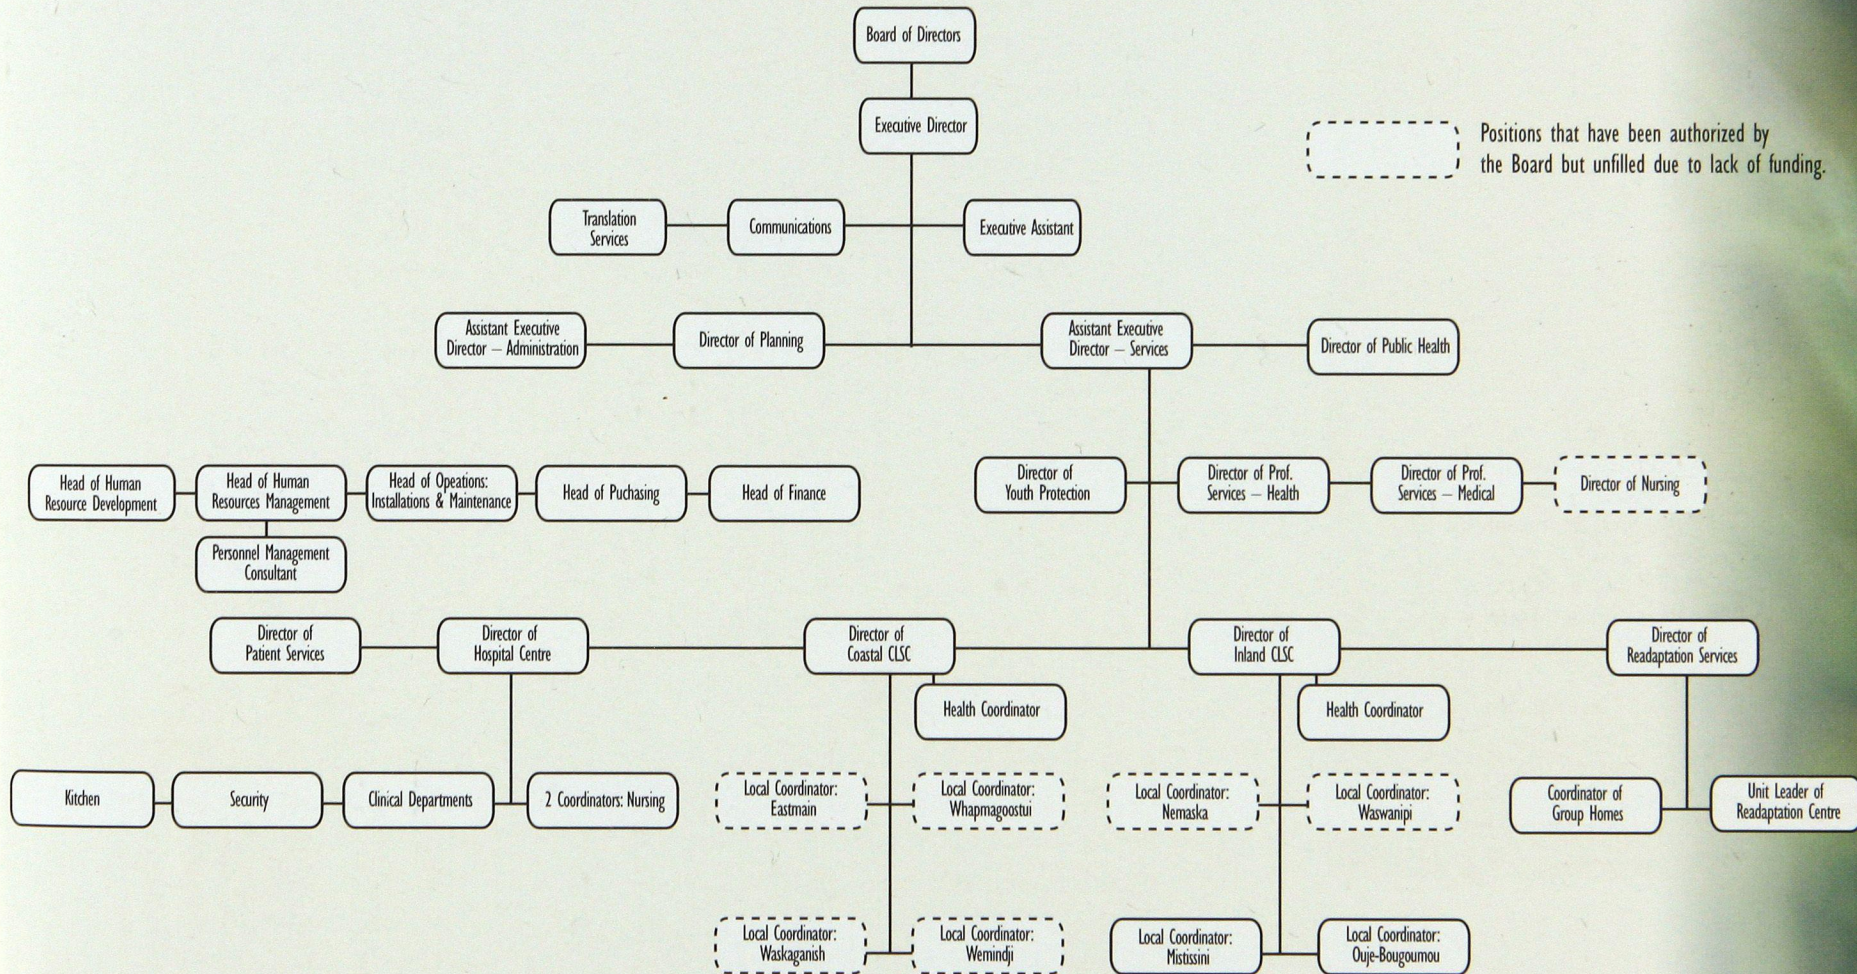 Board of Directors
Executive Director
Positions that have been authorized by
the Board but unfilled due to lack of funding.
Translation
Services
Communications
Executive Assistant
Assistant Executive
Director – Administration
Director of Planning
Assistant Executive
Director – Services
Director of Public Health
Head of Human
Resource Development
Head of Human
Resources Management
Head of Opeations:
Installations & Maintenance
Head of Puchasing
Head of Finance
Director of
Youth Protection
Director of Prof.
Services – Health
Director of Prof.
Services – Medical
Director of Nursing
Personnel Management
Consultant
Director of
Patient Services
Director of
Hospital Centre
Director of
Coastal CLSC
Director of
Inland CLSC
Director of
Readaptation Services
Health Coordinator
Health Coordinator
Kitchen
Security
Clinical Departments
2 Coordinators: Nursing
Local Coordinator:
Eastmain
Local Coordinator:
Whapmagoostui
Local Coordinator:
Nemaska
Local Coordinator:
Waswanipi
Coordinator of
Group Homes
Unit Leader of
Readaptation Centre
Local Coordinator:
Waskaganish
Local Coordinator:
Wemindji
Local Coordinator:
Mistissini
Local Coordinator:
Ouje-Bougoumou